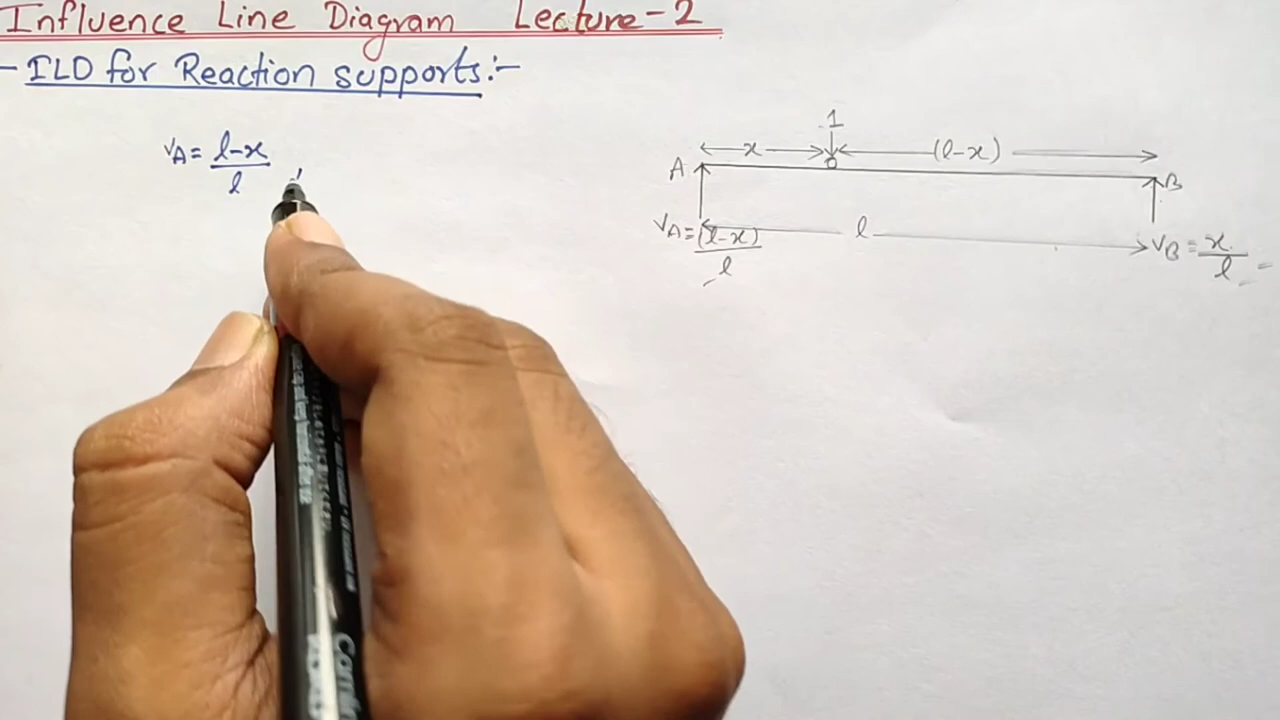 Influence Line Diagram Lecture-2
- ILD for Reaction supports:-
VA = (l-x)/l ,
1
x (l-x)
A B
VA = (l-x)/l l VB = x/l